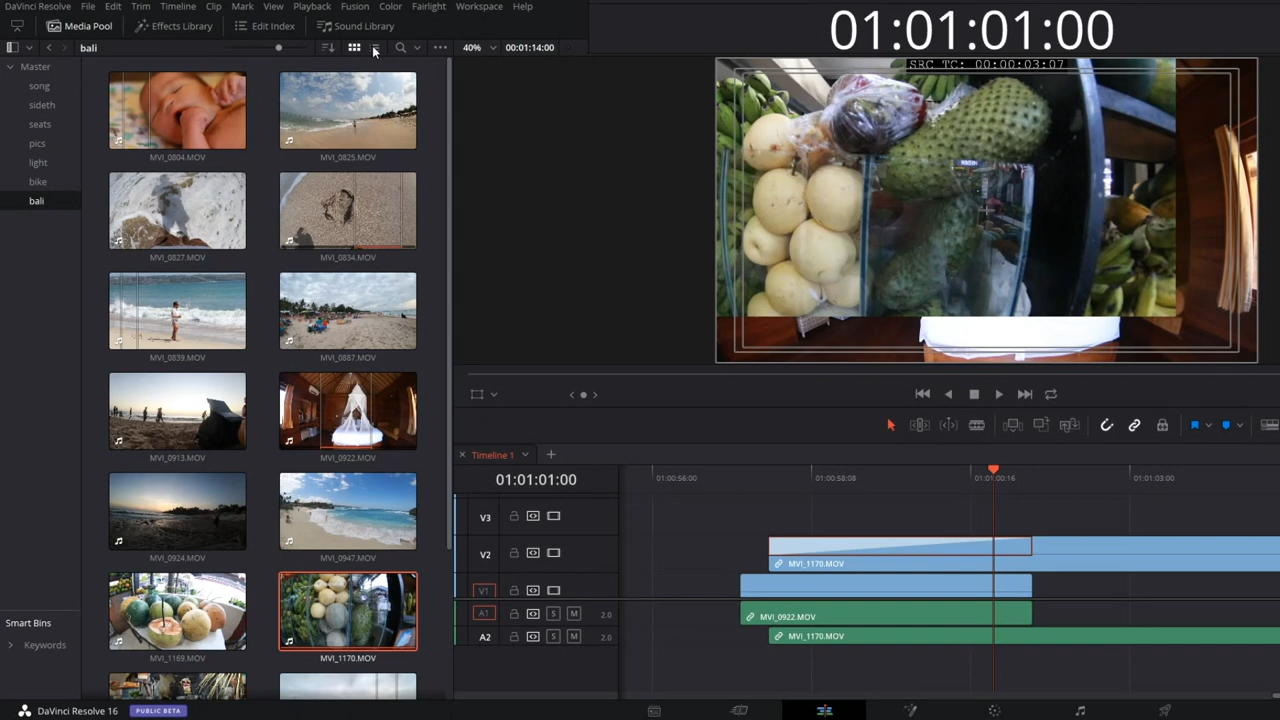 DaVinci Resolve File Edit Trim Timeline Clip Mark View Playback Fusion Color Fairlight Workspace Help
Media Pool Effects Library Edit Index Sound Library
01:01:01:00
bali 40% 00:01:14:00
SRC TC: 00:00:03:07
Master
song
sideth
seats
pics
light
bike
bali
MVI_0804.MOV MVI_0825.MOV
MVI_0827.MOV MVI_0834.MOV
MVI_0839.MOV MVI_0887.MOV
MVI_0913.MOV MVI_0922.MOV
MVI_0924.MOV MVI_0947.MOV
MVI_1169.MOV MVI_1170.MOV
Smart Bins
Keywords
Timeline 1
01:01:01:00
01:00:56:00 01:00:58:08 01:01:00:16 01:01:03:00
V3
V2 MVI_1170.MOV
V1
A1 S M 2.0 MVI_0922.MOV
A2 S M 2.0 MVI_1170.MOV
DaVinci Resolve 16 PUBLIC BETA